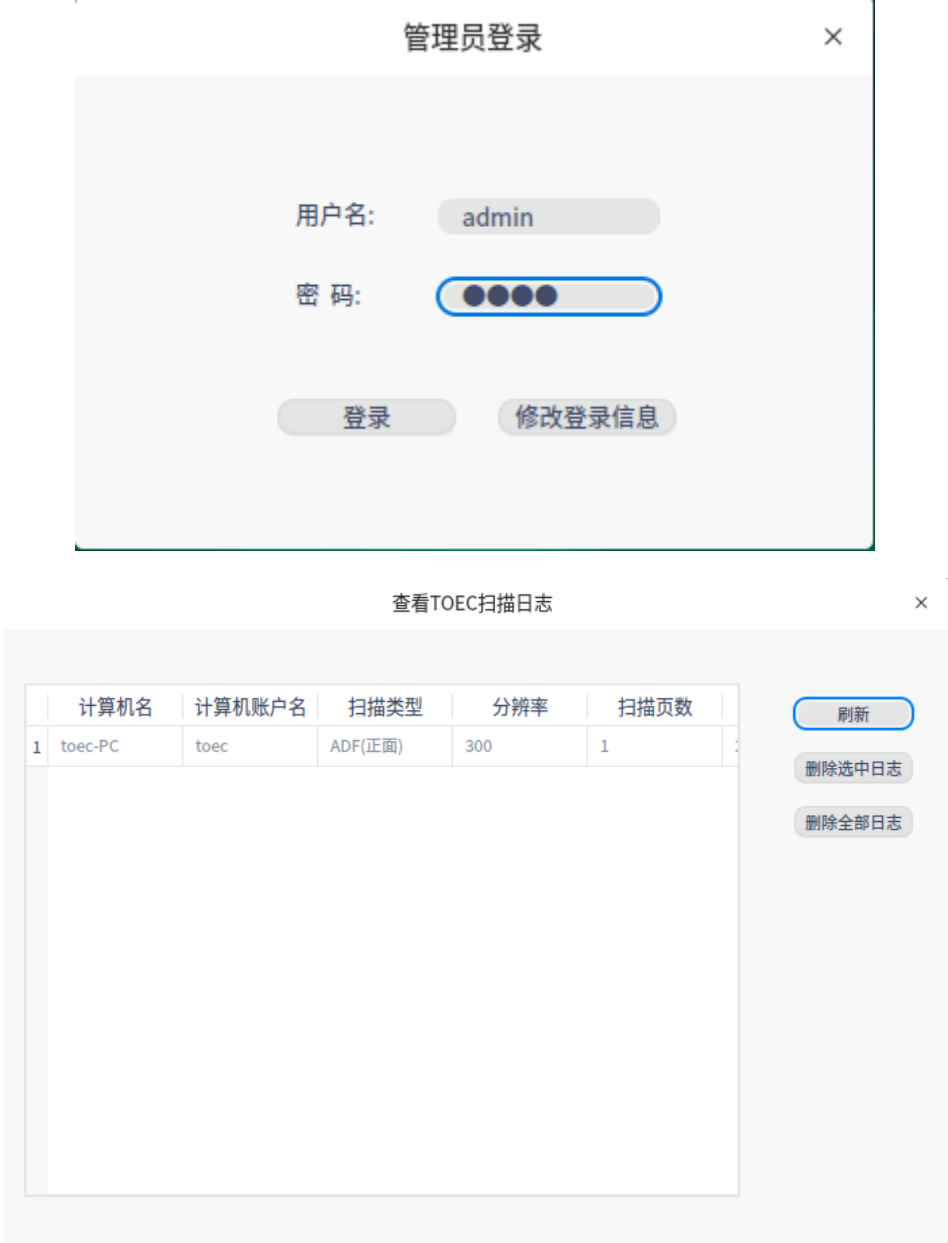 管理员登录
用户名: admin
密 码: ●●●●
登录 修改登录信息
查看TOEC扫描日志
计算机名 计算机账户名 扫描类型 分辨率 扫描页数
刷新
1 toec-PC toec ADF(正面) 300 1
删除选中日志
删除全部日志